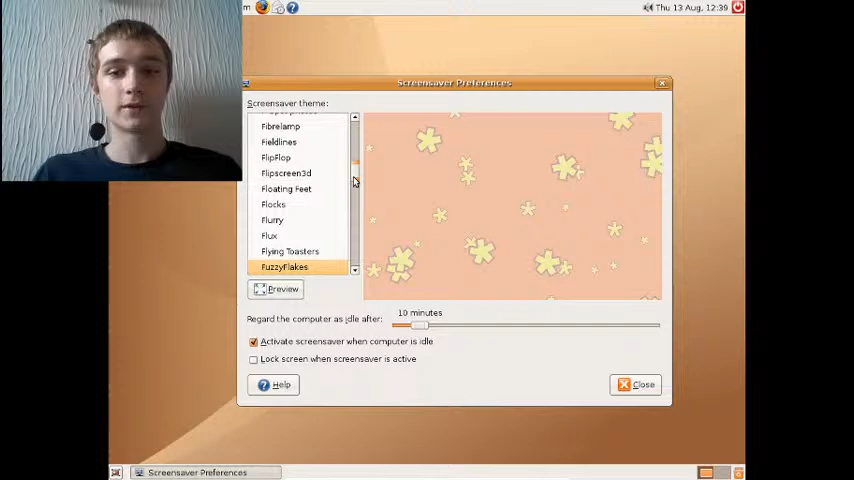 m
Thu 13 Aug, 12:39
Screensaver Preferences
Screensaver theme:
Fibrelamp
Fieldlines
FlipFlop
Flipscreen3d
Floating Feet
Flocks
Flurry
Flux
Flying Toasters
FuzzyFlakes
Preview
10 minutes
Regard the computer as idle after:
Activate screensaver when computer is idle
Lock screen when screensaver is active
Help
Close
Screensaver Preferences